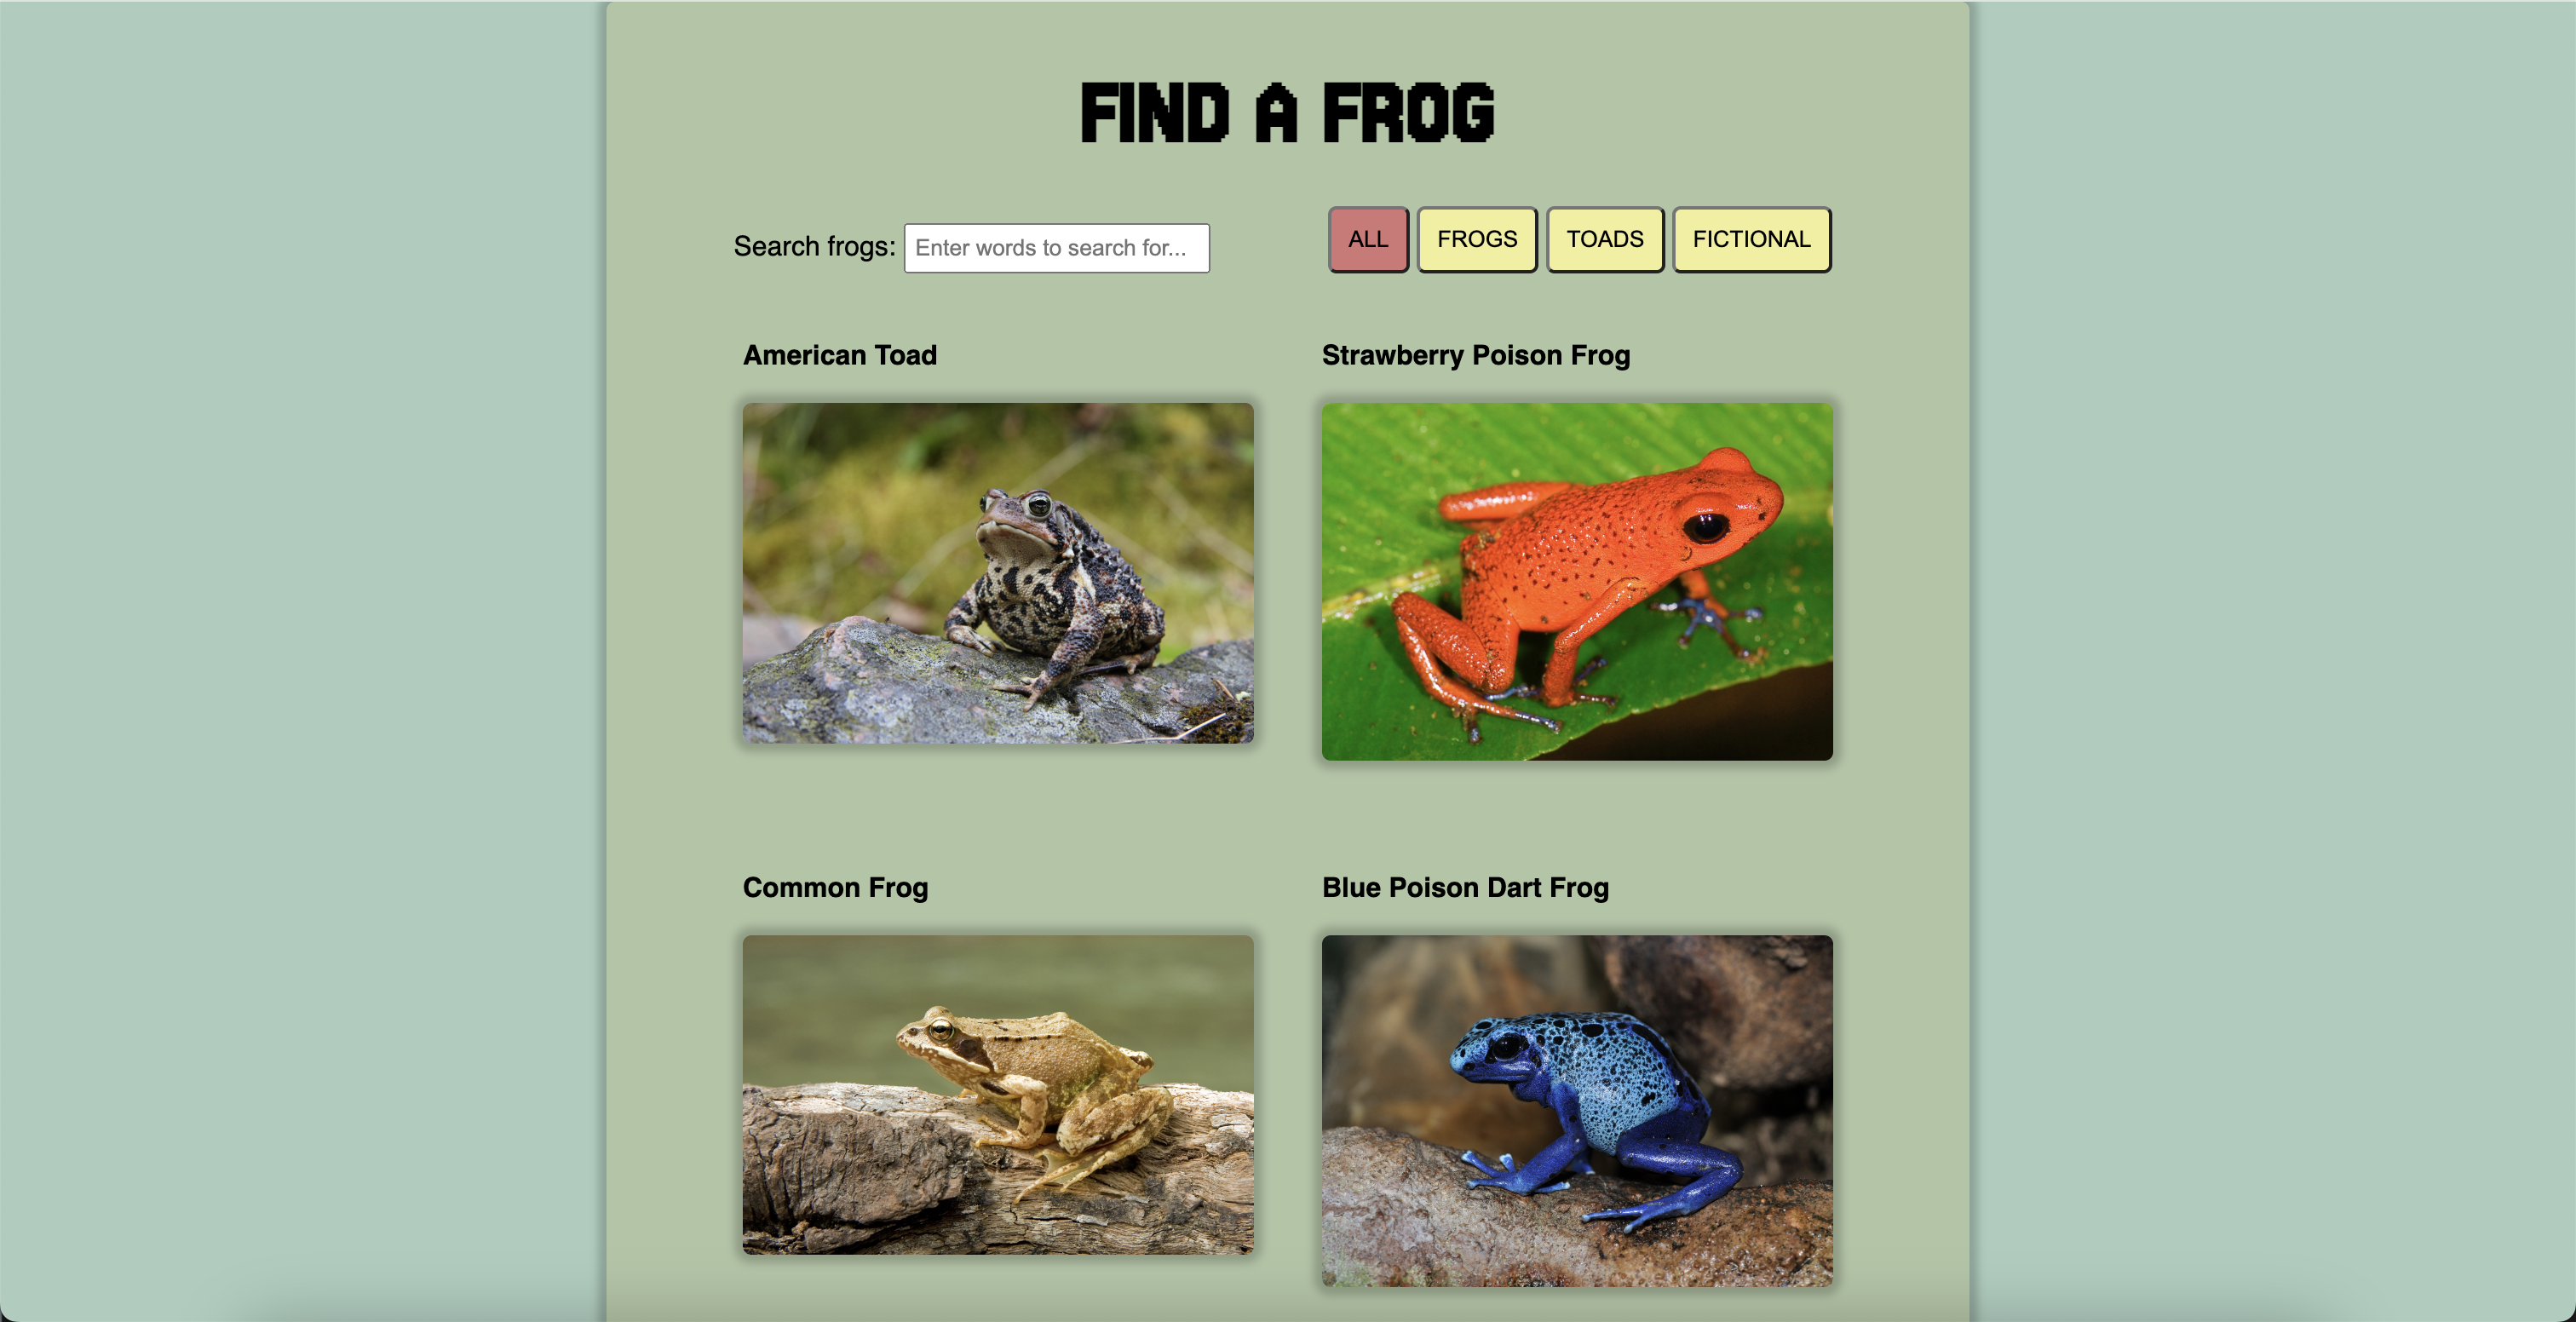 FIND A FROG
Search frogs: Enter words to search for... ALL FROGS TOADS FICTIONAL
American Toad
Strawberry Poison Frog
Common Frog
Blue Poison Dart Frog